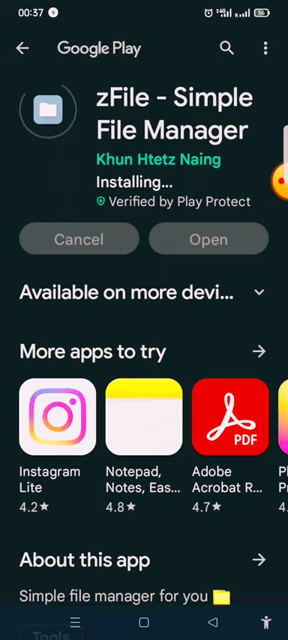 00:37
56
Google Play
zFile - Simple
File Manager
Khun Htetz Naing
Installing...
Verified by Play Protect
Cancel
Open
Available on more devi...
More apps to try
PDF
Instagram
Lite
4.2★
Notepad,
Notes, Eas...
4.8★
Adobe
Acrobat R...
4.7★
About this app
Simple file manager for you
Tools